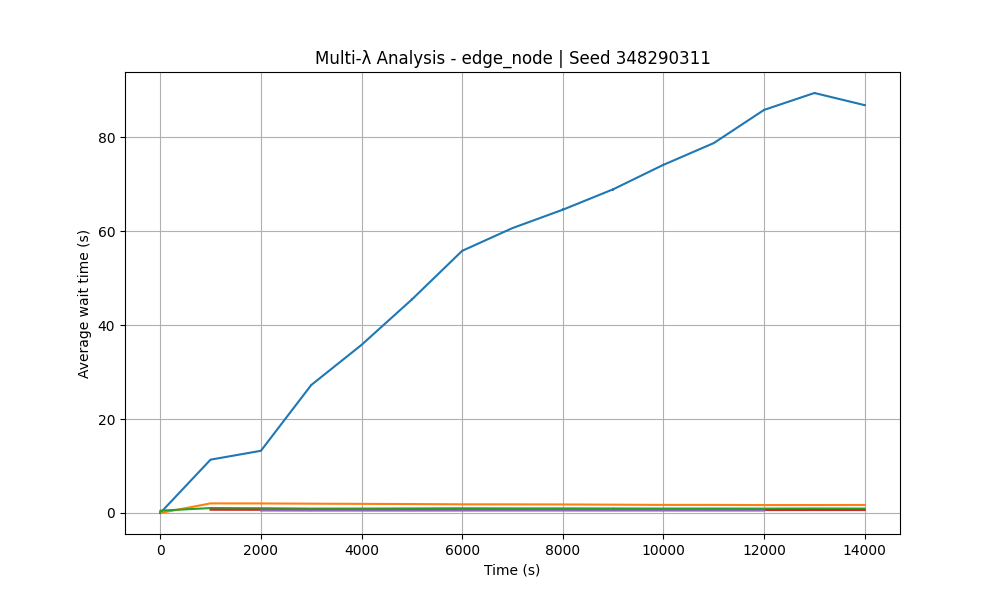 Multi-λ Analysis - edge_node | Seed 348290311
Average wait time (s)
80
60
40
20
0
0 2000 4000 6000 8000 10000 12000 14000
Time (s)